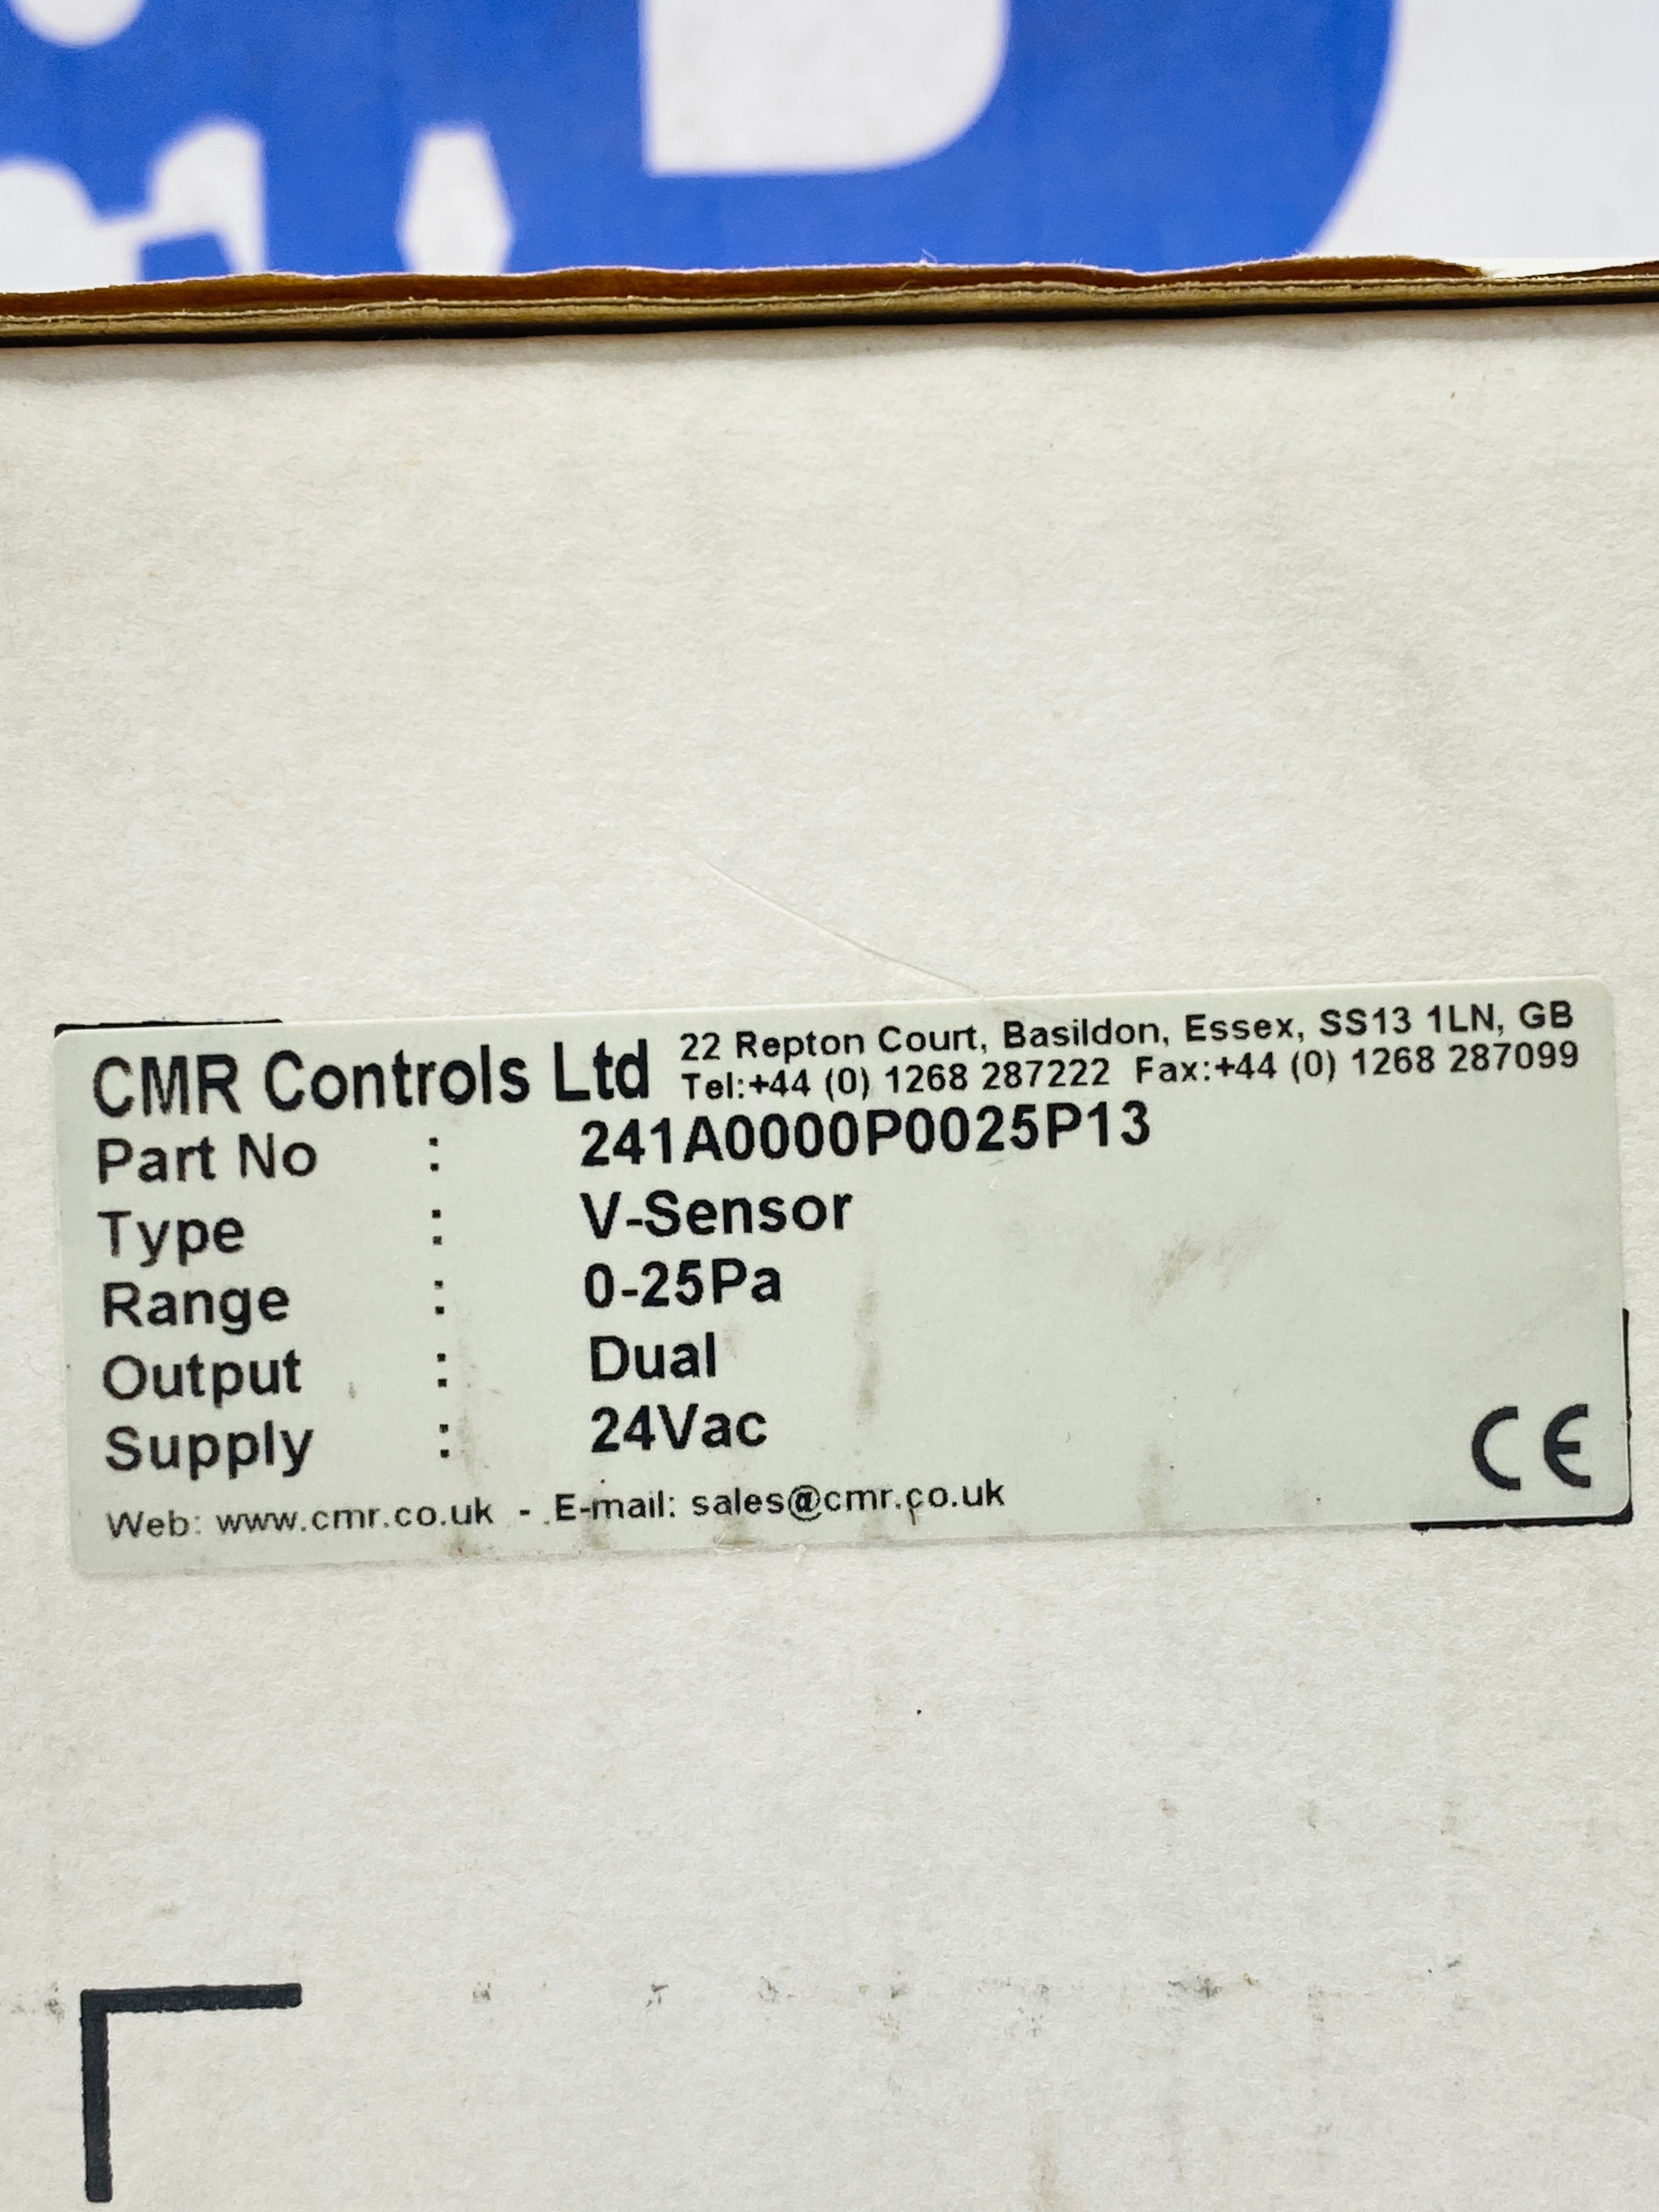 CMR Controls Ltd 22 Repton Court, Basildon, Essex, SS13 1LN, GB
Tel:+44 (0) 1268 287222 Fax:+44 (0) 1268 287099
Part No : 241A0000P0025P13
Type : V-Sensor
Range : 0-25Pa
Output : Dual
Supply : 24Vac
CE
Web: www.cmr.co.uk - E-mail: sales@cmr.co.uk